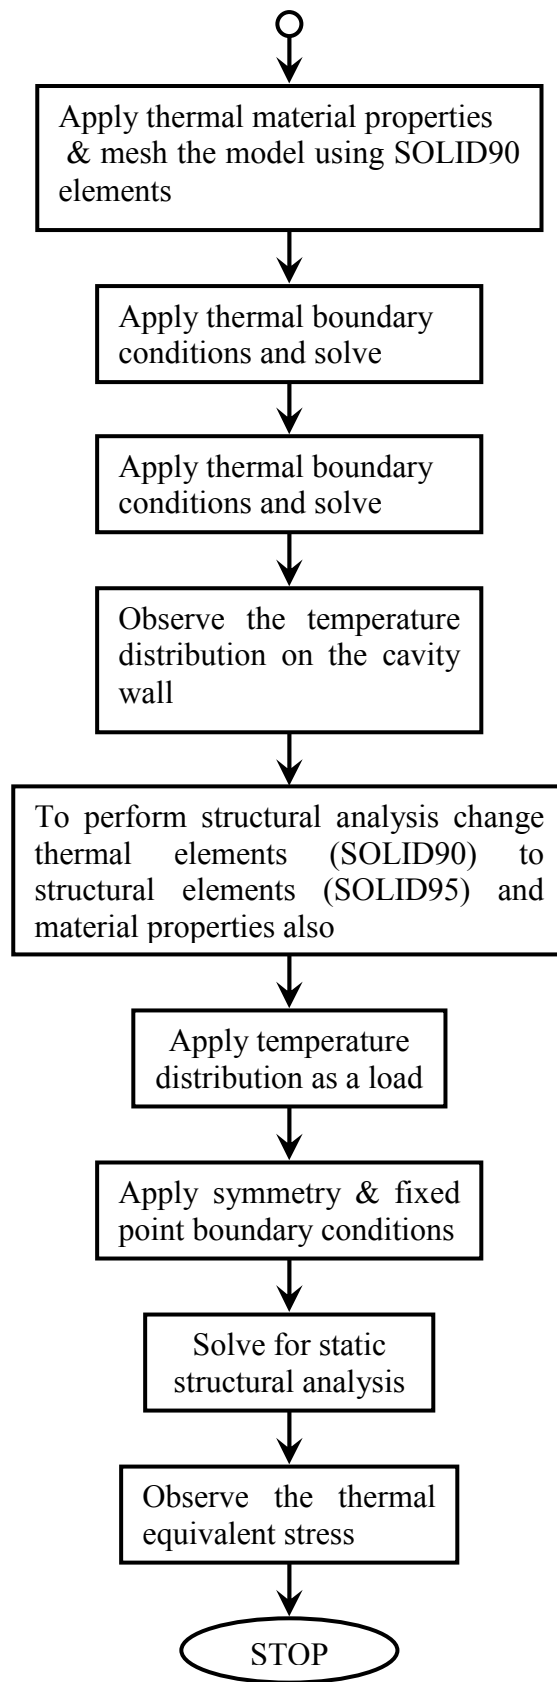 Apply thermal material properties
& mesh the model using SOLID90
elements
Apply thermal boundary
conditions and solve
Apply thermal boundary
conditions and solve
Observe the temperature
distribution on the cavity
wall
To perform structural analysis change
thermal elements (SOLID90) to
structural elements (SOLID95) and
material properties also
Apply temperature
distribution as a load
Apply symmetry & fixed
point boundary conditions
Solve for static
structural analysis
Observe the thermal
equivalent stress
STOP